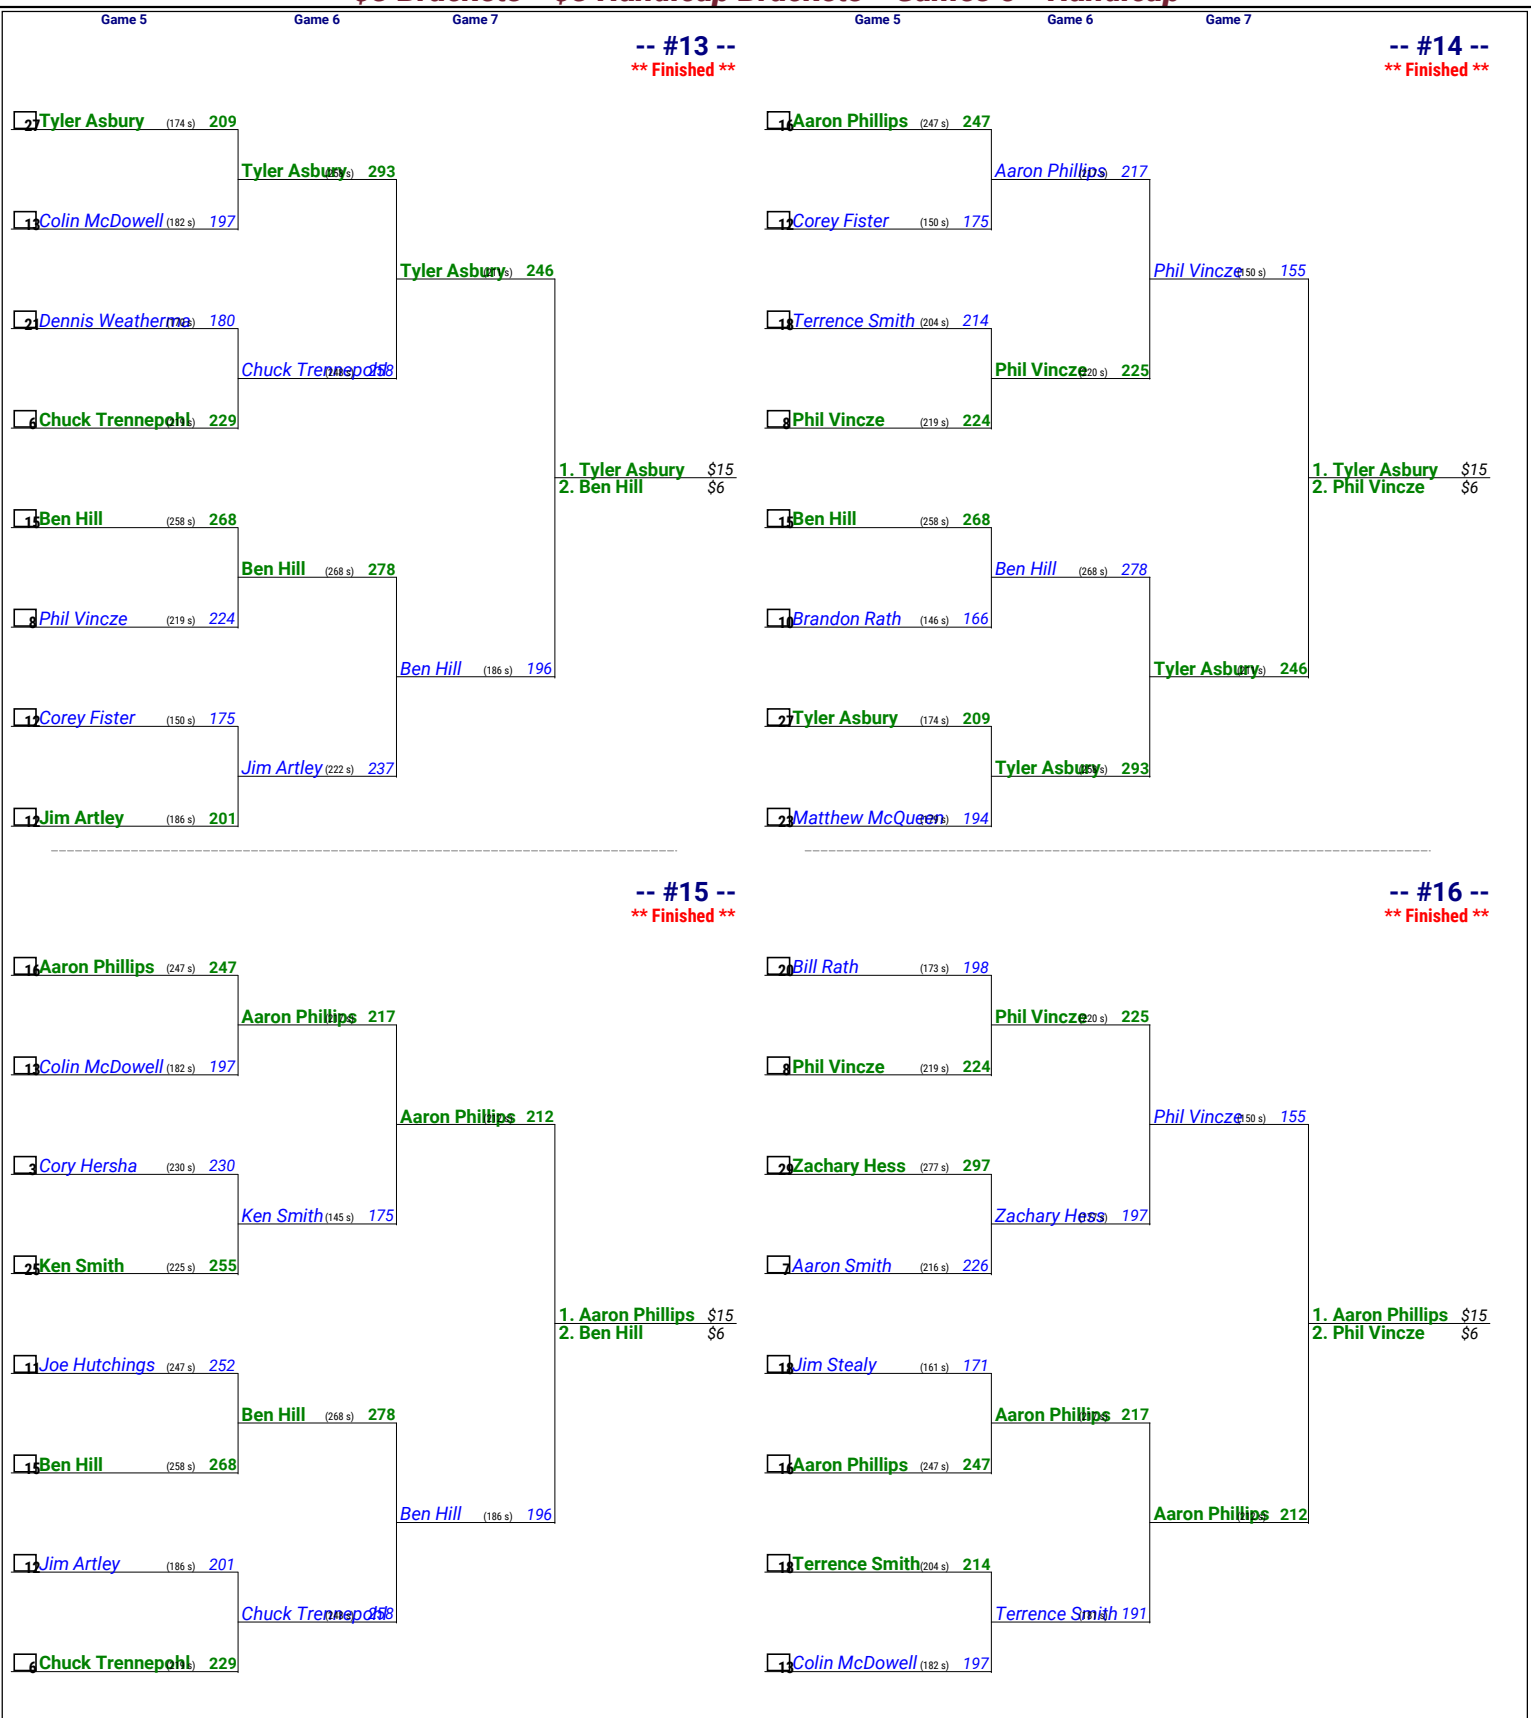 Game 5 Game 6 Game 7 Game 5 Game 6 Game 7
-- #13 --
** Finished **
27 Tyler Asbury (174 s) 209
Tyler Asbury 293
13 Colin McDowell (182 s) 197
Tyler Asbury 246
21 Dennis Weatherma 180
Chuck Trennepohl 258
6 Chuck Trennepohl 229
1. Tyler Asbury $15
2. Ben Hill $6
15 Ben Hill (258 s) 268
Ben Hill (268 s) 278
8 Phil Vincze (219 s) 224
Ben Hill (186 s) 196
12 Corey Fister (150 s) 175
Jim Artley (222 s) 237
12 Jim Artley (186 s) 201
-- #14 --
** Finished **
16 Aaron Phillips (247 s) 247
Aaron Phillips 217
12 Corey Fister (150 s) 175
Phil Vincze (150 s) 155
18 Terrence Smith (204 s) 214
Phil Vincze (220 s) 225
8 Phil Vincze (219 s) 224
1. Tyler Asbury $15
2. Phil Vincze $6
15 Ben Hill (258 s) 268
Ben Hill (268 s) 278
10 Brandon Rath (146 s) 166
Tyler Asbury 246
27 Tyler Asbury (174 s) 209
Tyler Asbury 293
23 Matthew McQueen 194
-- #15 --
** Finished **
16 Aaron Phillips (247 s) 247
Aaron Phillips 217
13 Colin McDowell (182 s) 197
Aaron Phillips 212
3 Cory Hersha (230 s) 230
Ken Smith (145 s) 175
25 Ken Smith (225 s) 255
1. Aaron Phillips $15
2. Ben Hill $6
11 Joe Hutchings (247 s) 252
Ben Hill (268 s) 278
15 Ben Hill (258 s) 268
Ben Hill (186 s) 196
12 Jim Artley (186 s) 201
Chuck Trennepohl 258
6 Chuck Trennepohl 229
-- #16 --
** Finished **
20 Bill Rath (173 s) 198
Phil Vincze (220 s) 225
8 Phil Vincze (219 s) 224
Phil Vincze (150 s) 155
29 Zachary Hess (277 s) 297
Zachary Hess 197
7 Aaron Smith (216 s) 226
1. Aaron Phillips $15
2. Phil Vincze $6
18 Jim Stealy (161 s) 171
Aaron Phillips 217
16 Aaron Phillips (247 s) 247
Aaron Phillips 212
18 Terrence Smith (204 s) 214
Terrence Smith 191
13 Colin McDowell (182 s) 197